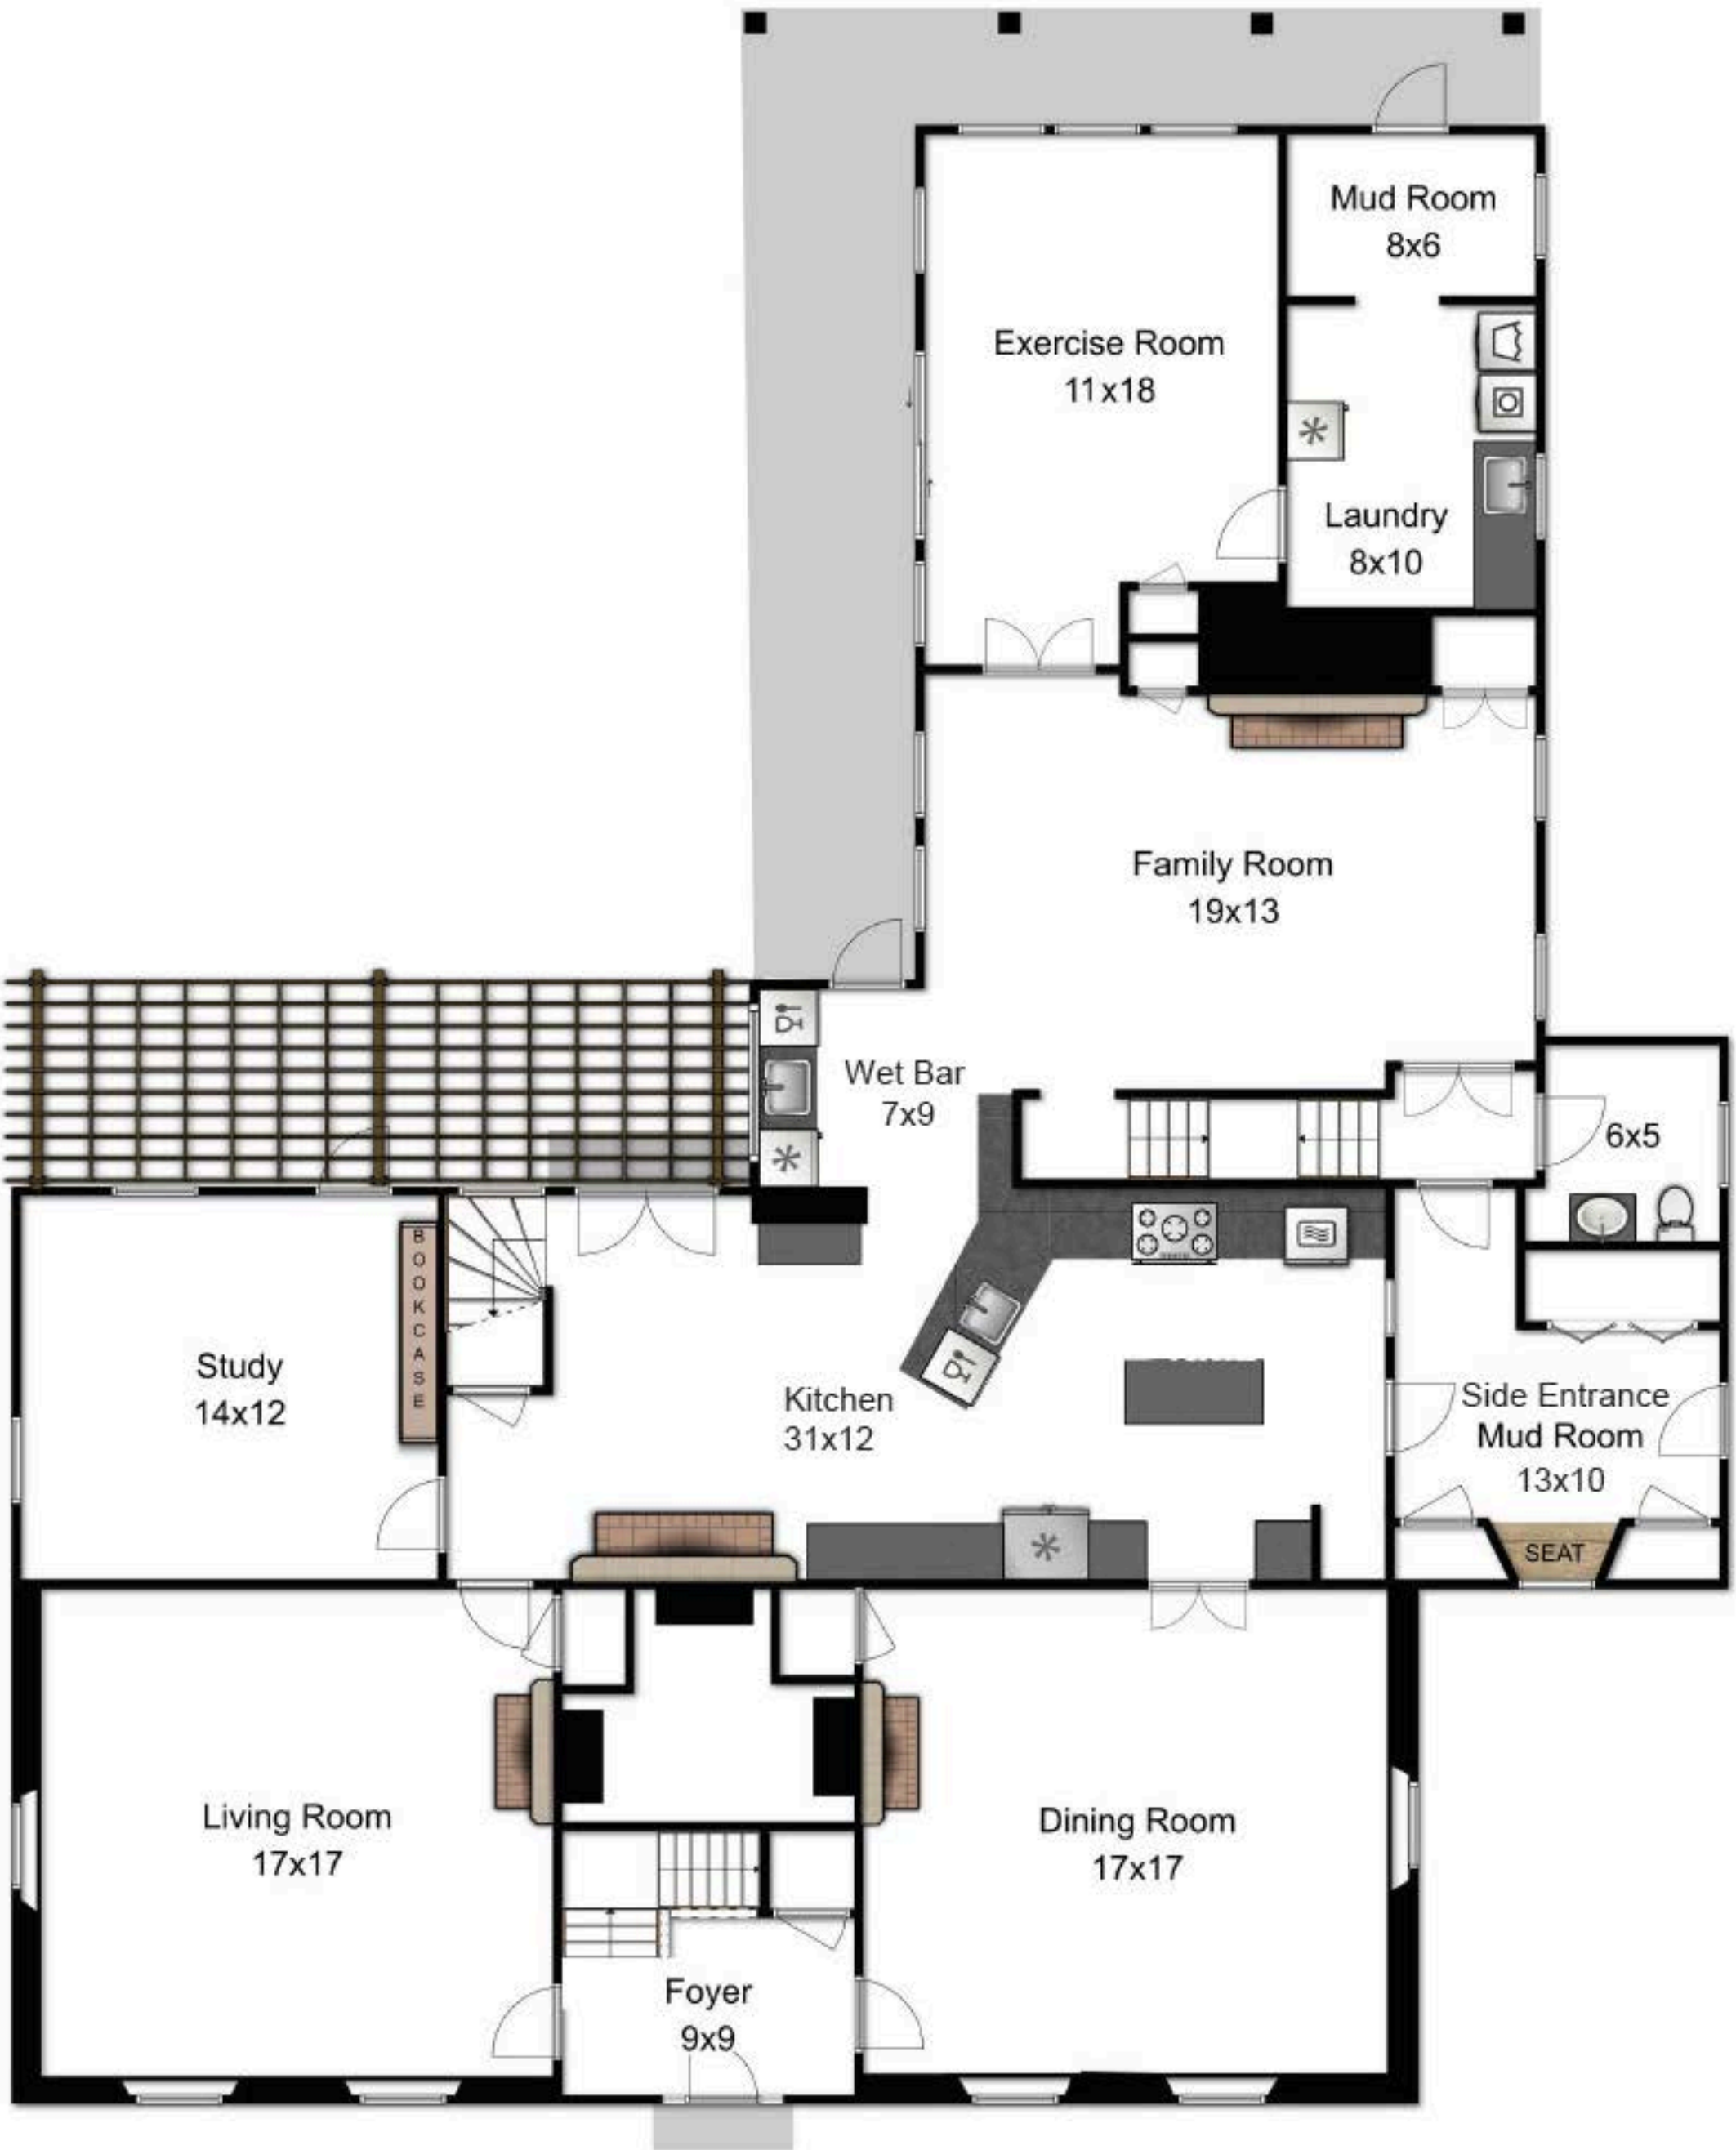 Mud Room
8x6
Exercise Room
11x18
Laundry
8x10
Family Room
19x13
Wet Bar
7x9
6x5
BOOKCASE
Study
14x12
Kitchen
31x12
Side Entrance
Mud Room
13x10
SEAT
Living Room
17x17
Dining Room
17x17
Foyer
9x9